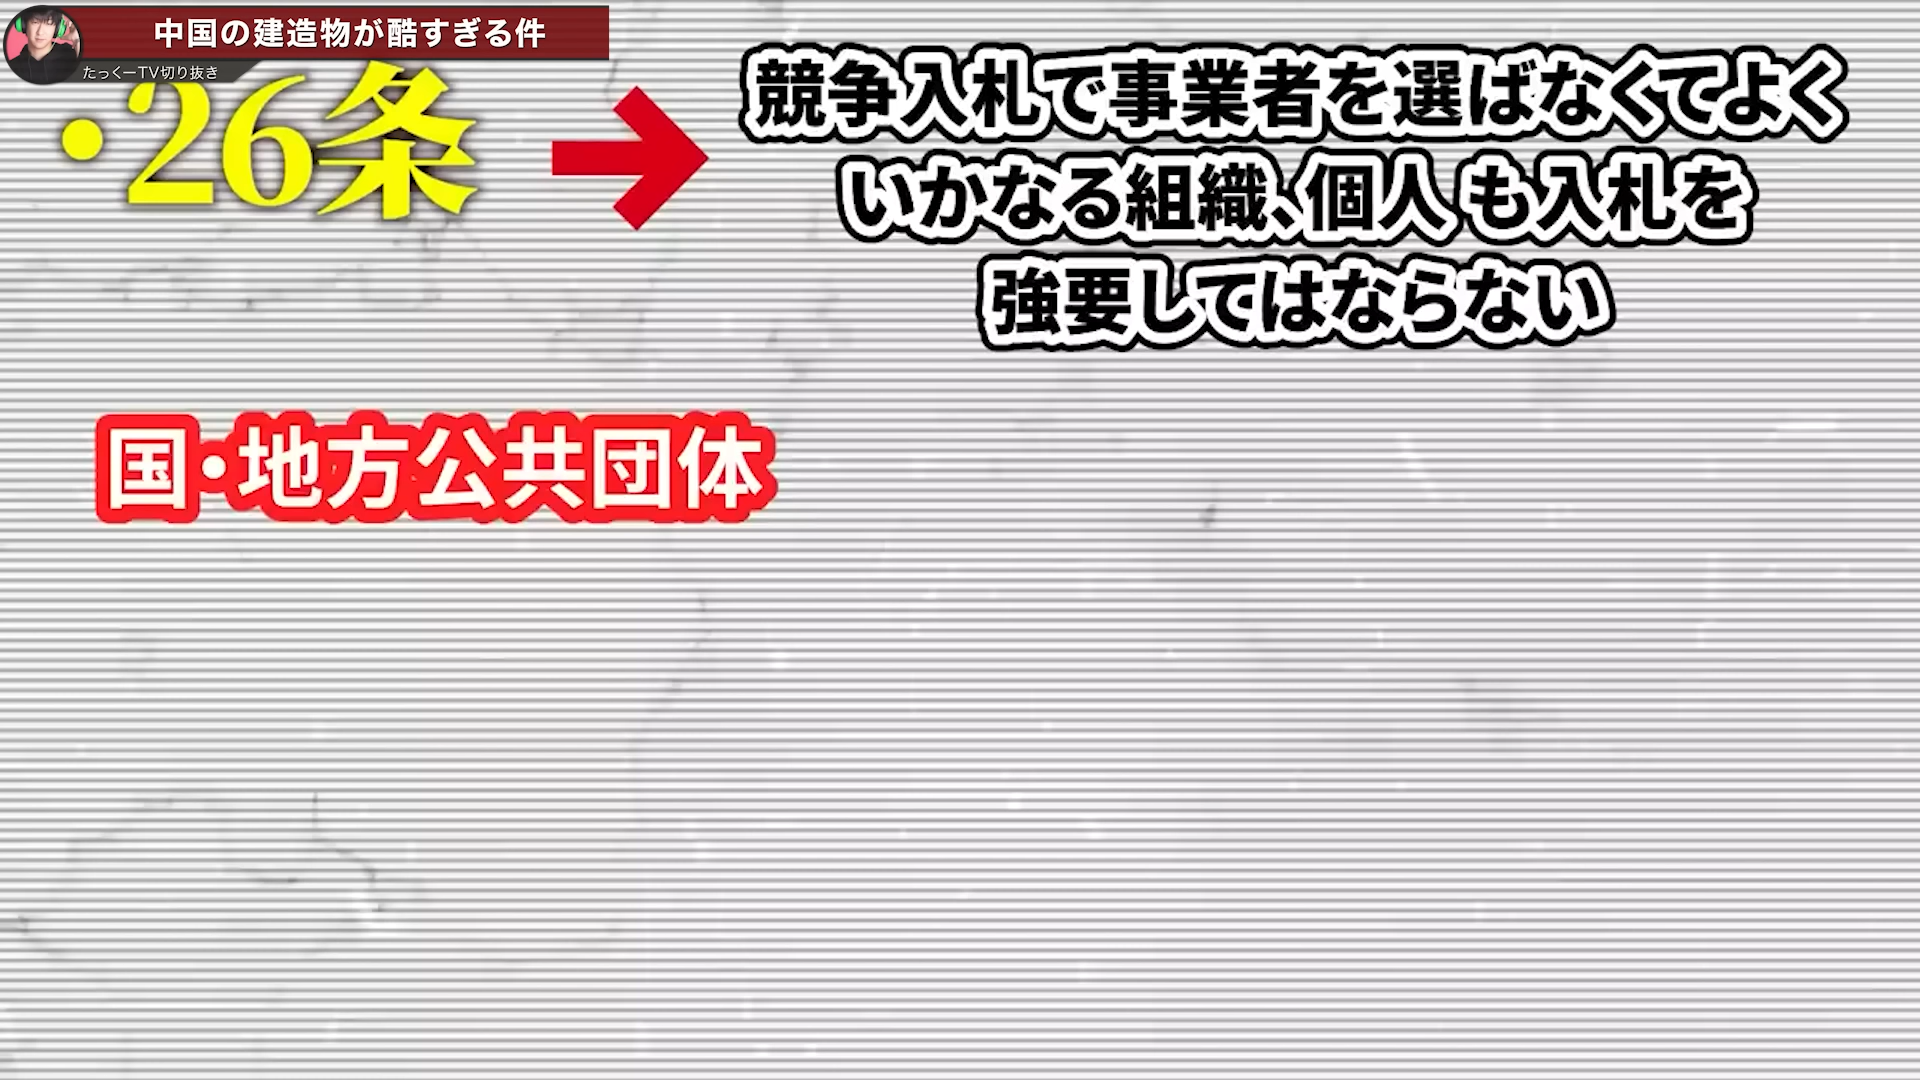 中国の建造物が酷すぎる件
たっくーTV切り抜き
・26条
競争入札で事業者を選ばなくてよく
いかなる組織、個人も入札を
強要してはならない
国・地方公共団体